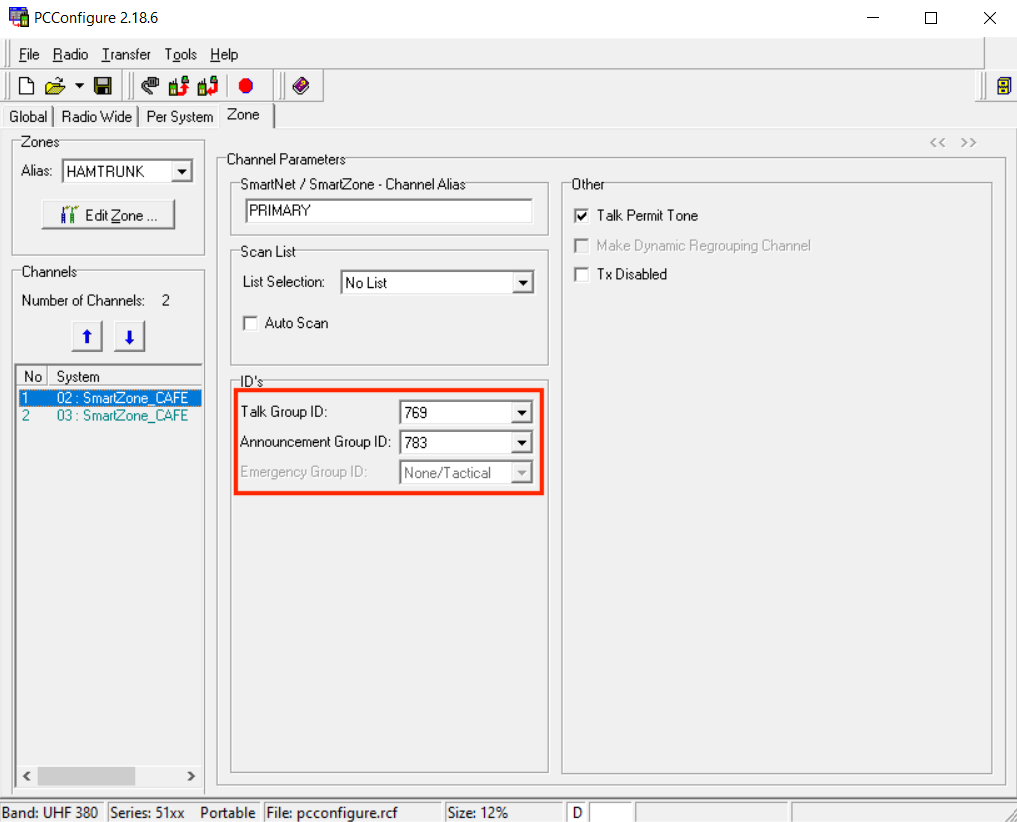 PCConfigure 2.18.6
File Radio Transfer Tools Help
Global Radio Wide Per System Zone
Zones
Alias: HAMTRUNK
Edit Zone ...
Channels
Number of Channels: 2
No System
1 02 : SmartZone_CAFE
2 03 : SmartZone_CAFE
<< >>
Channel Parameters
SmartNet / SmartZone - Channel Alias
PRIMARY
Scan List
List Selection: No List
Auto Scan
ID's
Talk Group ID: 769
Announcement Group ID: 783
Emergency Group ID: None/Tactical
Other
Talk Permit Tone
Make Dynamic Regrouping Channel
Tx Disabled
Band: UHF 380 Series: 51xx Portable File: pcconfigure.rcf Size: 12% D